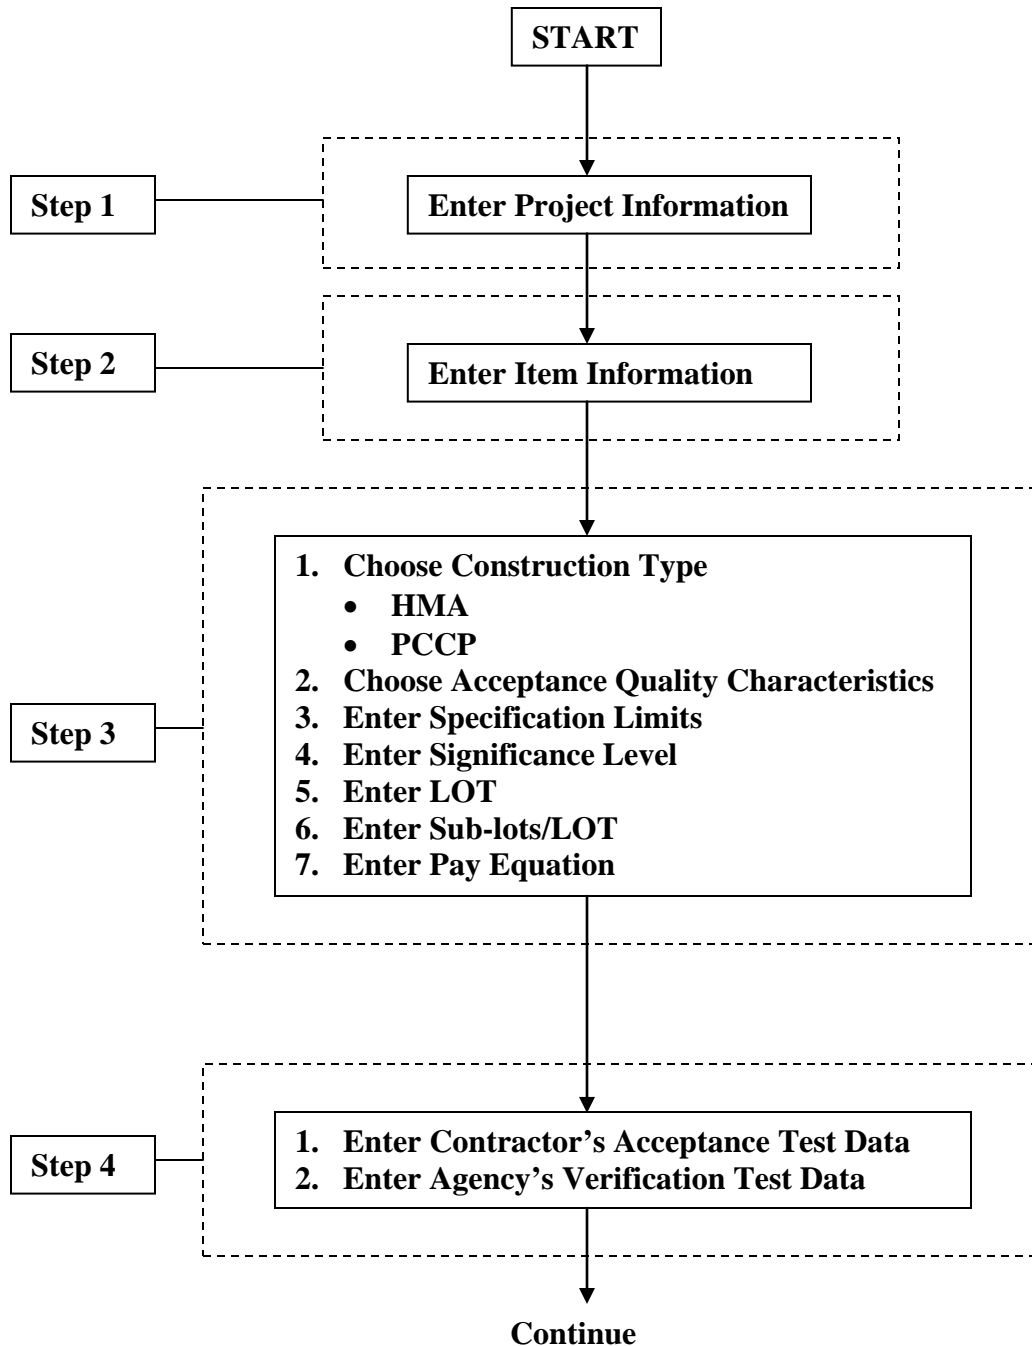 START
Step 1
Enter Project Information
Step 2
Enter Item Information
Step 3
1. Choose Construction Type
• HMA
• PCCP
2. Choose Acceptance Quality Characteristics
3. Enter Specification Limits
4. Enter Significance Level
5. Enter LOT
6. Enter Sub-lots/LOT
7. Enter Pay Equation
Step 4
1. Enter Contractor’s Acceptance Test Data
2. Enter Agency’s Verification Test Data
Continue